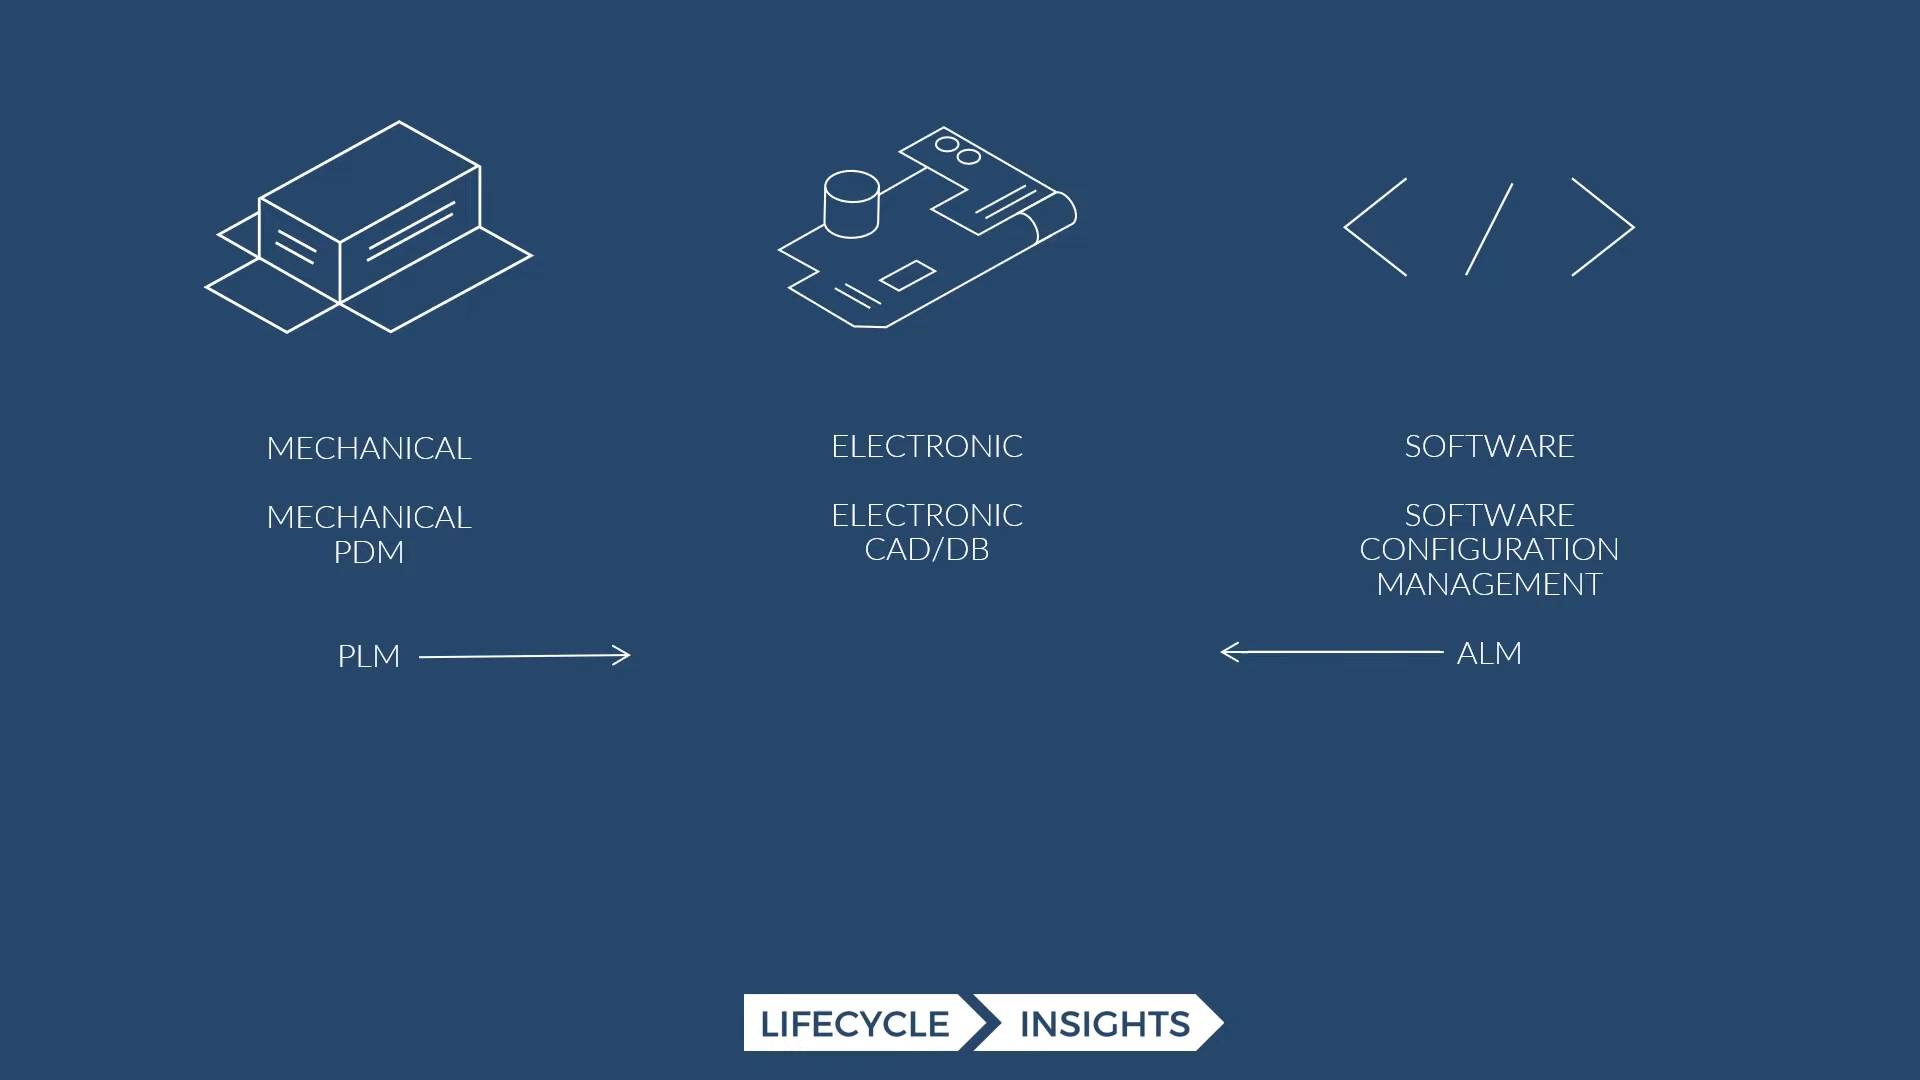 MECHANICAL
ELECTRONIC
SOFTWARE
MECHANICAL
PDM
ELECTRONIC
CAD/DB
SOFTWARE
CONFIGURATION
MANAGEMENT
PLM
ALM
LIFECYCLE INSIGHTS